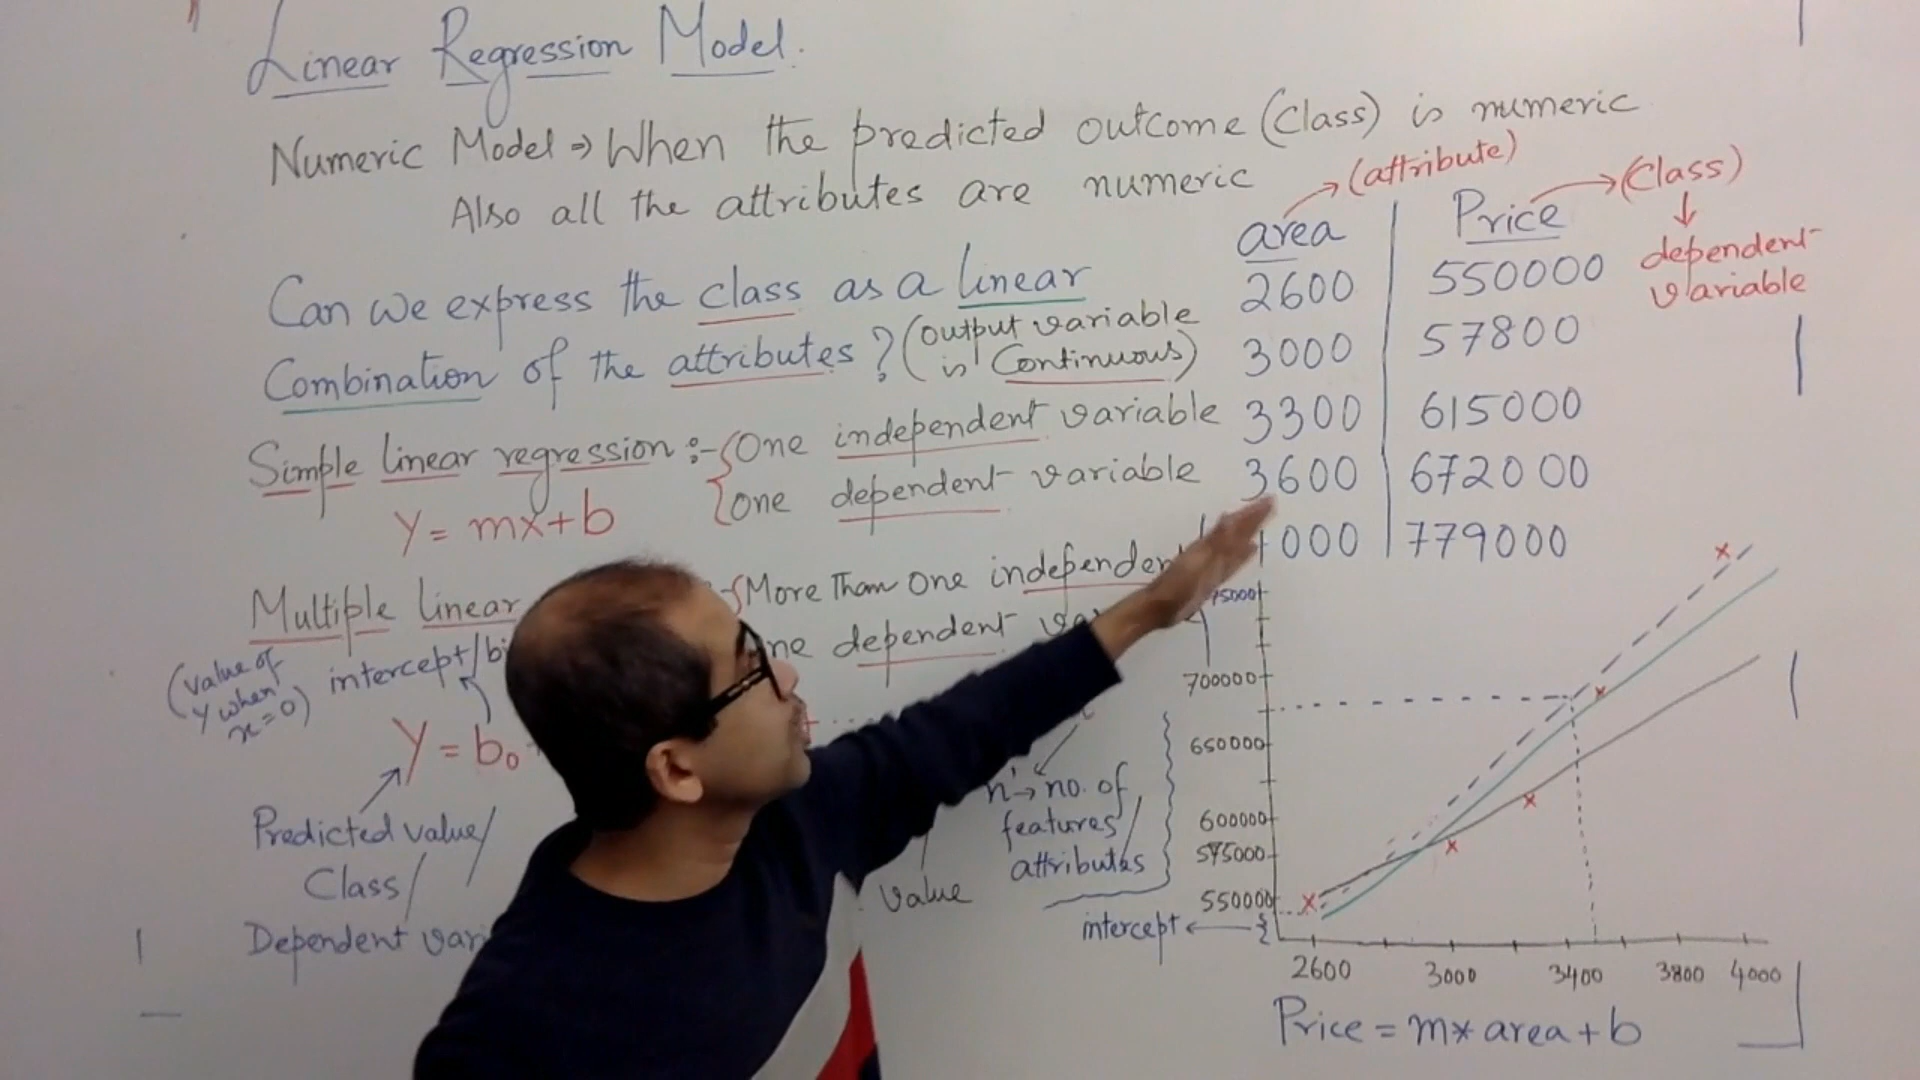 Linear Regression Model.
Numeric Model ⇒ When the predicted outcome (Class) is numeric
Also all the attributes are numeric
Can we express the class as a linear
Combination of the attributes? (output variable
is Continuous)
Simple linear regression :- {One independent variable
{one dependent variable
Y = mx+b
Multiple linear {More Than one independent
one dependent
(value of
Y when
x=0)
intercept/
Y = b₀
Predicted value/
Class/
Dependent
value
n → no. of
features/
attributes
area → (attribute)
Price → (Class)
↓
dependent
variable
2600 | 550000
3000 | 57800
3300 | 615000
3600 | 672000
000 | 779000
700000
650000
600000
575000
550000
intercept ←
2600 3000 3400 3800 4000
Price = m* area + b